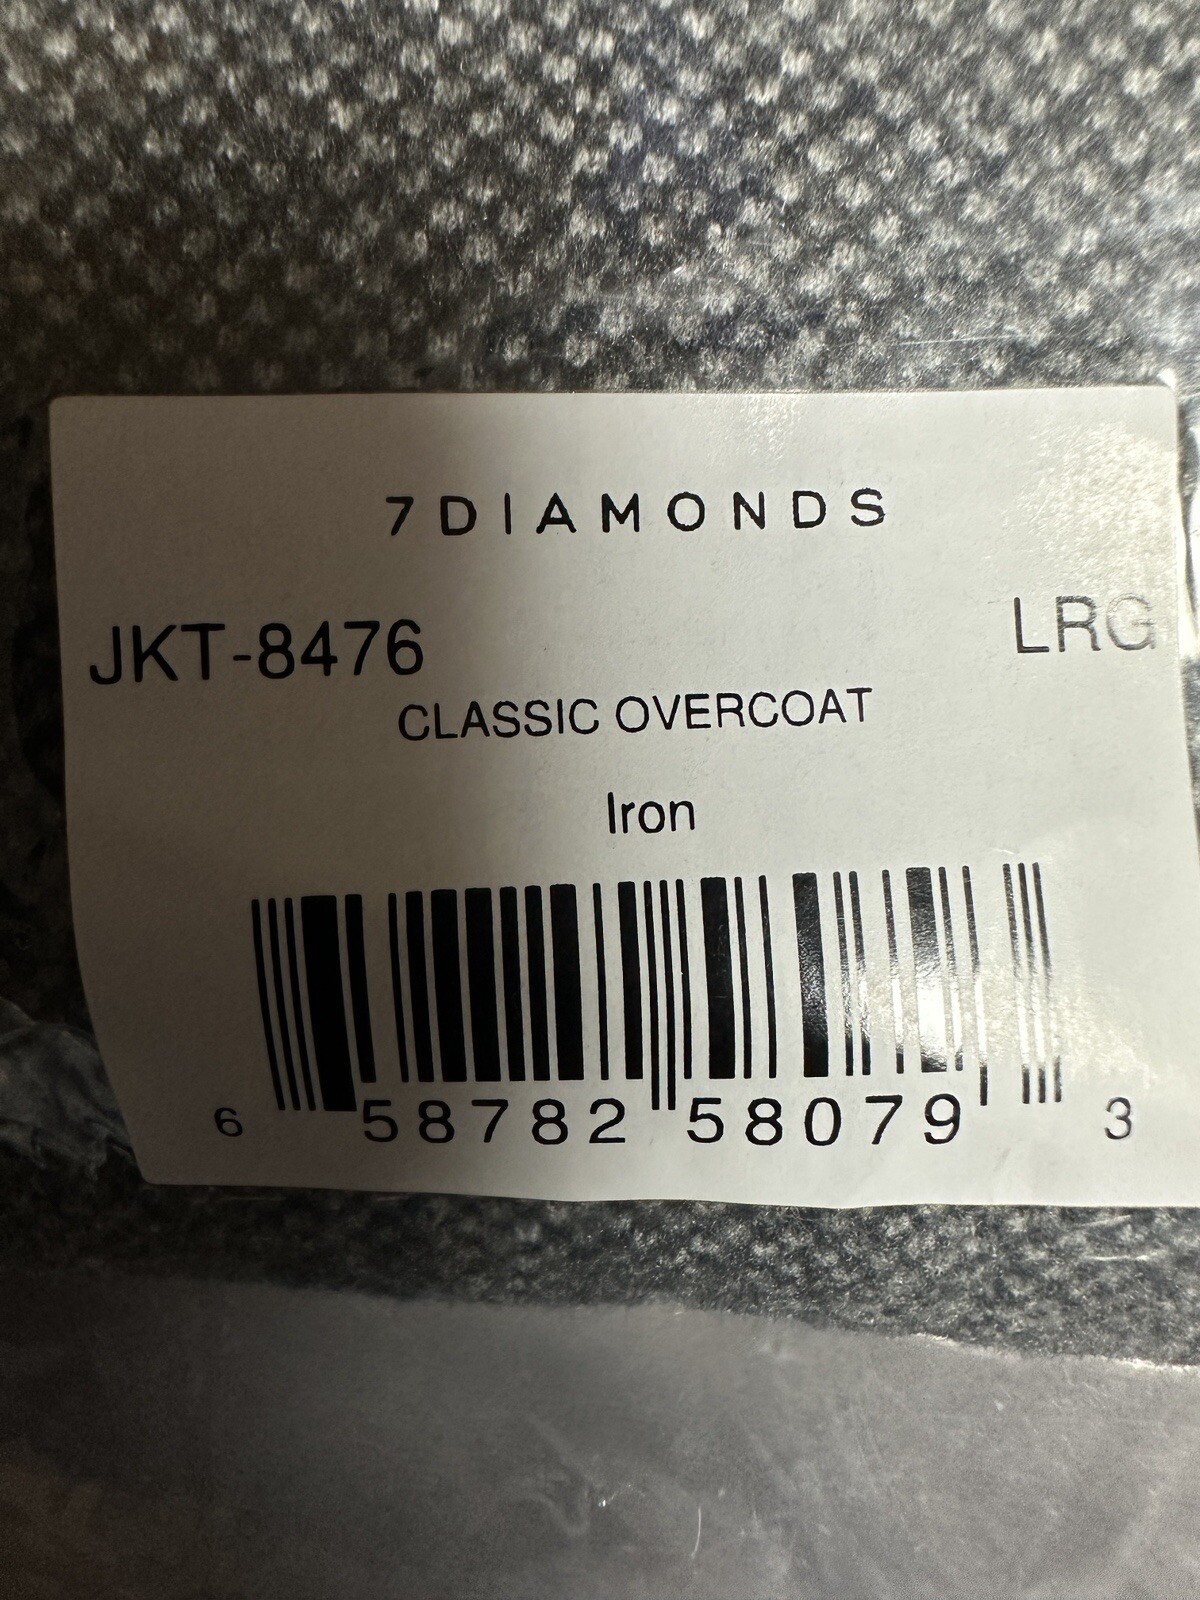 7DIAMONDS
JKT-8476 LRG
CLASSIC OVERCOAT
Iron
6 58782 58079 3